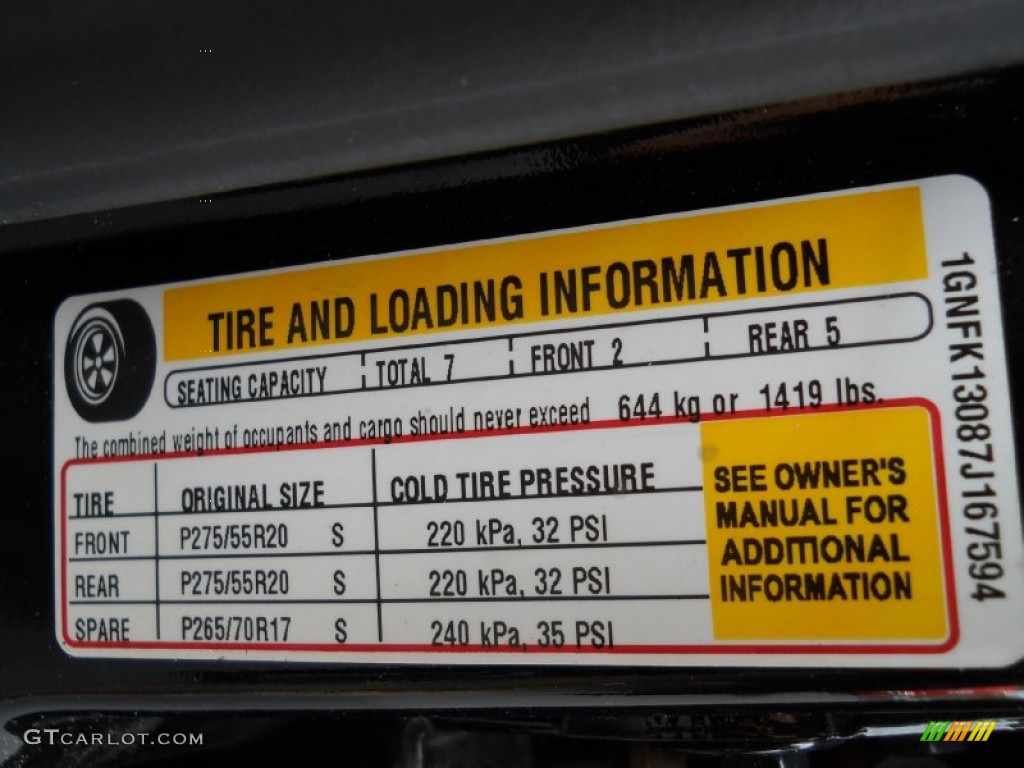 TIRE AND LOADING INFORMATION
SEATING CAPACITY TOTAL 7 FRONT 2 REAR 5
The combined weight of occupants and cargo should never exceed 644 kg or 1419 lbs.
TIRE ORIGINAL SIZE COLD TIRE PRESSURE
FRONT P275/55R20 S 220 kPa, 32 PSI
REAR P275/55R20 S 220 kPa, 32 PSI
SPARE P265/70R17 S 240 kPa, 35 PSI
SEE OWNER'S
MANUAL FOR
ADDITIONAL
INFORMATION
1GNFK13087J167594
GTCARLOT.COM